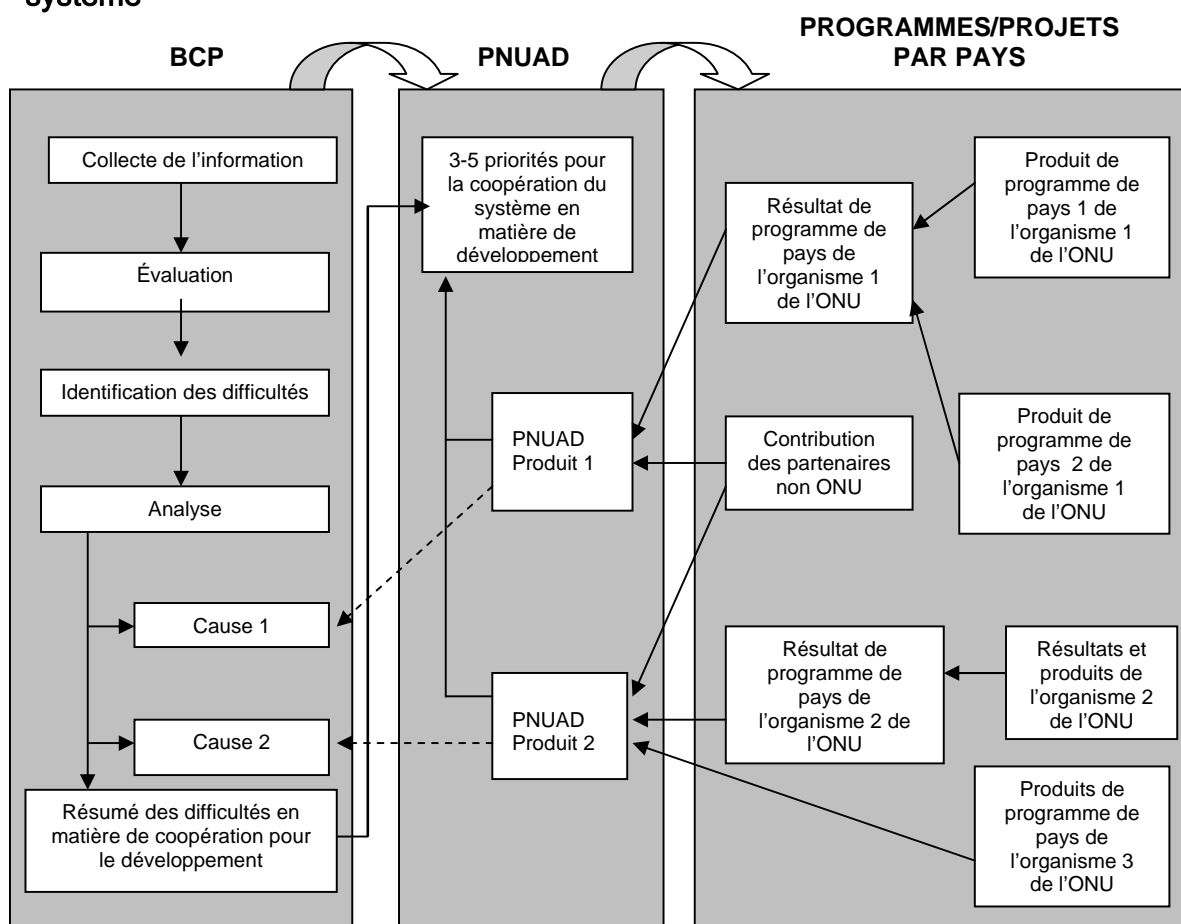 système
BCP
PNUAD
PROGRAMMES/PROJETS
PAR PAYS
Collecte de l'information
Évaluation
Identification des difficultés
Analyse
Cause 1
Cause 2
Résumé des difficultés en
matière de coopération pour
le développement
3-5 priorités pour
la coopération du
système en
matière de
développement
PNUAD
Produit 1
PNUAD
Produit 2
Résultat de
programme de
pays de
l'organisme 1
de l'ONU
Contribution
des partenaires
non ONU
Résultat de
programme de
pays de
l'organisme 2 de
l'ONU
Produit de
programme de
pays 1 de
l'organisme 1
de l'ONU
Produit de
programme de
pays 2 de
l'organisme 1
de l'ONU
Résultats et
produits de
l'organisme 2
de l'ONU
Produits de
programme de
pays de
l'organisme 3
de l'ONU